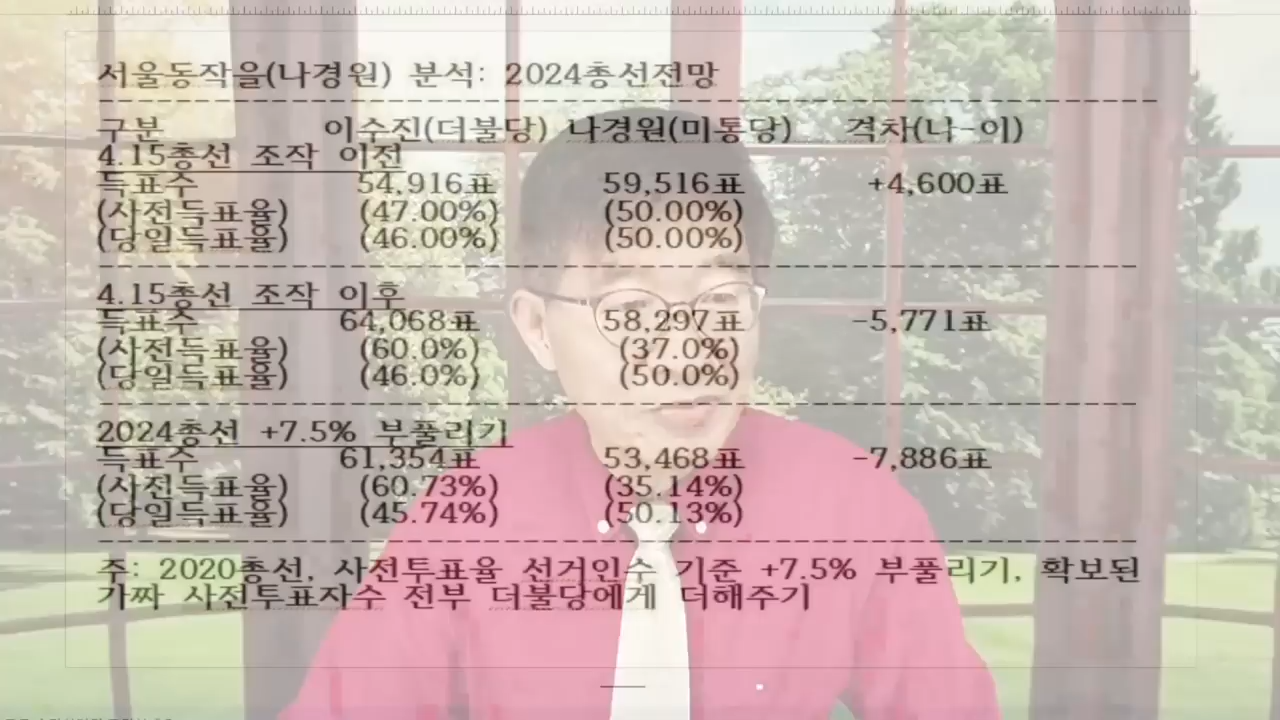 서울동작을(나경원) 분석: 2024총선전망
구분 이수진(더불당) 나경원(미통당) 격차(나-이)
4.15총선 조작 이전
득표수 54,916표 59,516표 +4,600표
(사전득표율) (47.00%) (50.00%)
(당일득표율) (46.00%) (50.00%)
4.15총선 조작 이후
득표수 64,068표 58,297표 -5,771표
(사전득표율) (60.0%) (37.0%)
(당일득표율) (46.0%) (50.0%)
2024총선 +7.5% 부풀리기
득표수 61,354표 53,468표 -7,886표
(사전득표율) (60.73%) (35.14%)
(당일득표율) (45.74%) (50.13%)
주: 2020총선, 사전투표율 선거인수 기준 +7.5% 부풀리기, 확보된
가짜 사전투표자수 전부 더불당에게 더해주기